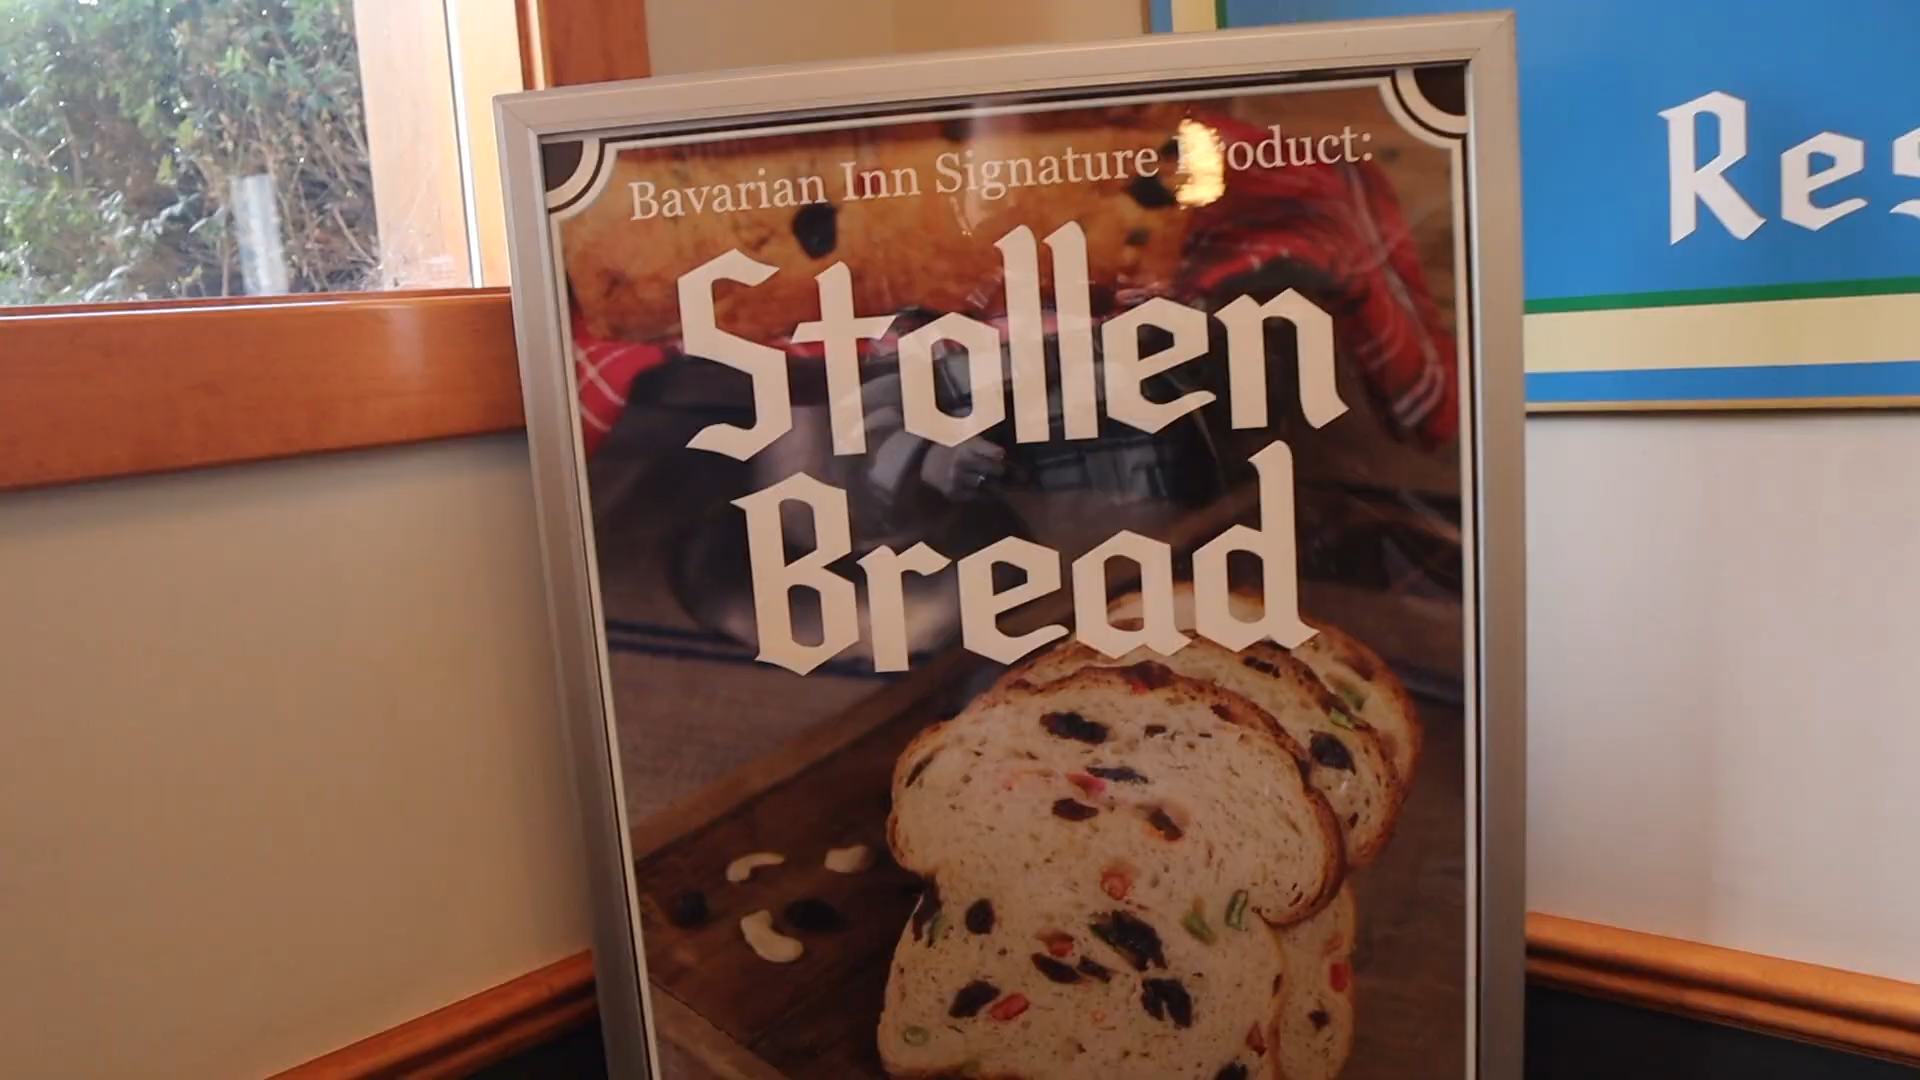 Bavarian Inn Signature Product:
Stollen
Bread